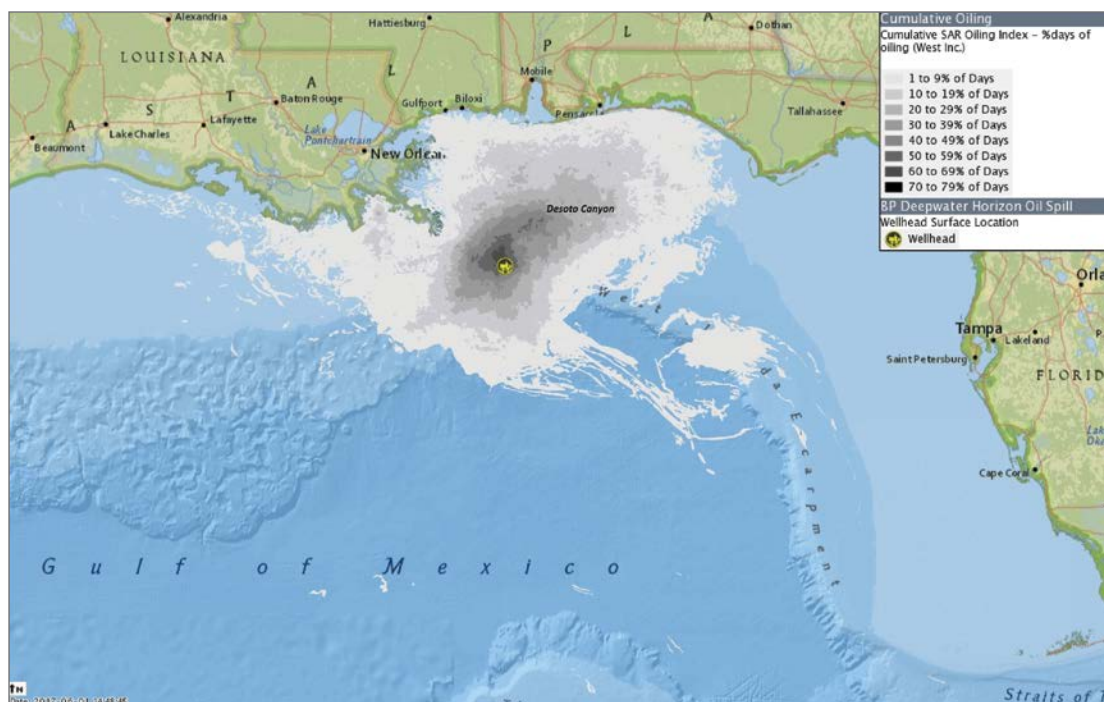 Alexandria
Hattiesburg
Dothan
LOUISIANA
P L A
S T A L
Mobile
Baton Rouge
Gulfport Biloxi
Tallahassee
Lake Charles
Lafayette
Beaumont
Lake
Pontchartrain
New Orl
Desoto Canyon
Cumulative Oiling
Cumulative SAR Oiling Index - %days of
oiling (West Inc.)
1 to 9% of Days
10 to 19% of Days
20 to 29% of Days
30 to 39% of Days
40 to 49% of Days
50 to 59% of Days
60 to 69% of Days
70 to 79% of Days
BP Deepwater Horizon Oil Spill
Wellhead Surface Location
Wellhead
Orla
Tampa
Lakeland
Saint Petersburg
FLORID
Cape Coral
West
Escarpment
Gulf of Mexico
Straits of
N